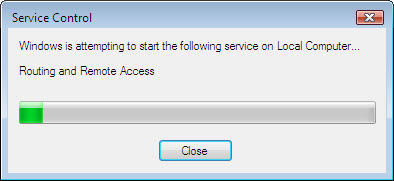 Service Control
Windows is attempting to start the following service on Local Computer...
Routing and Remote Access
Close